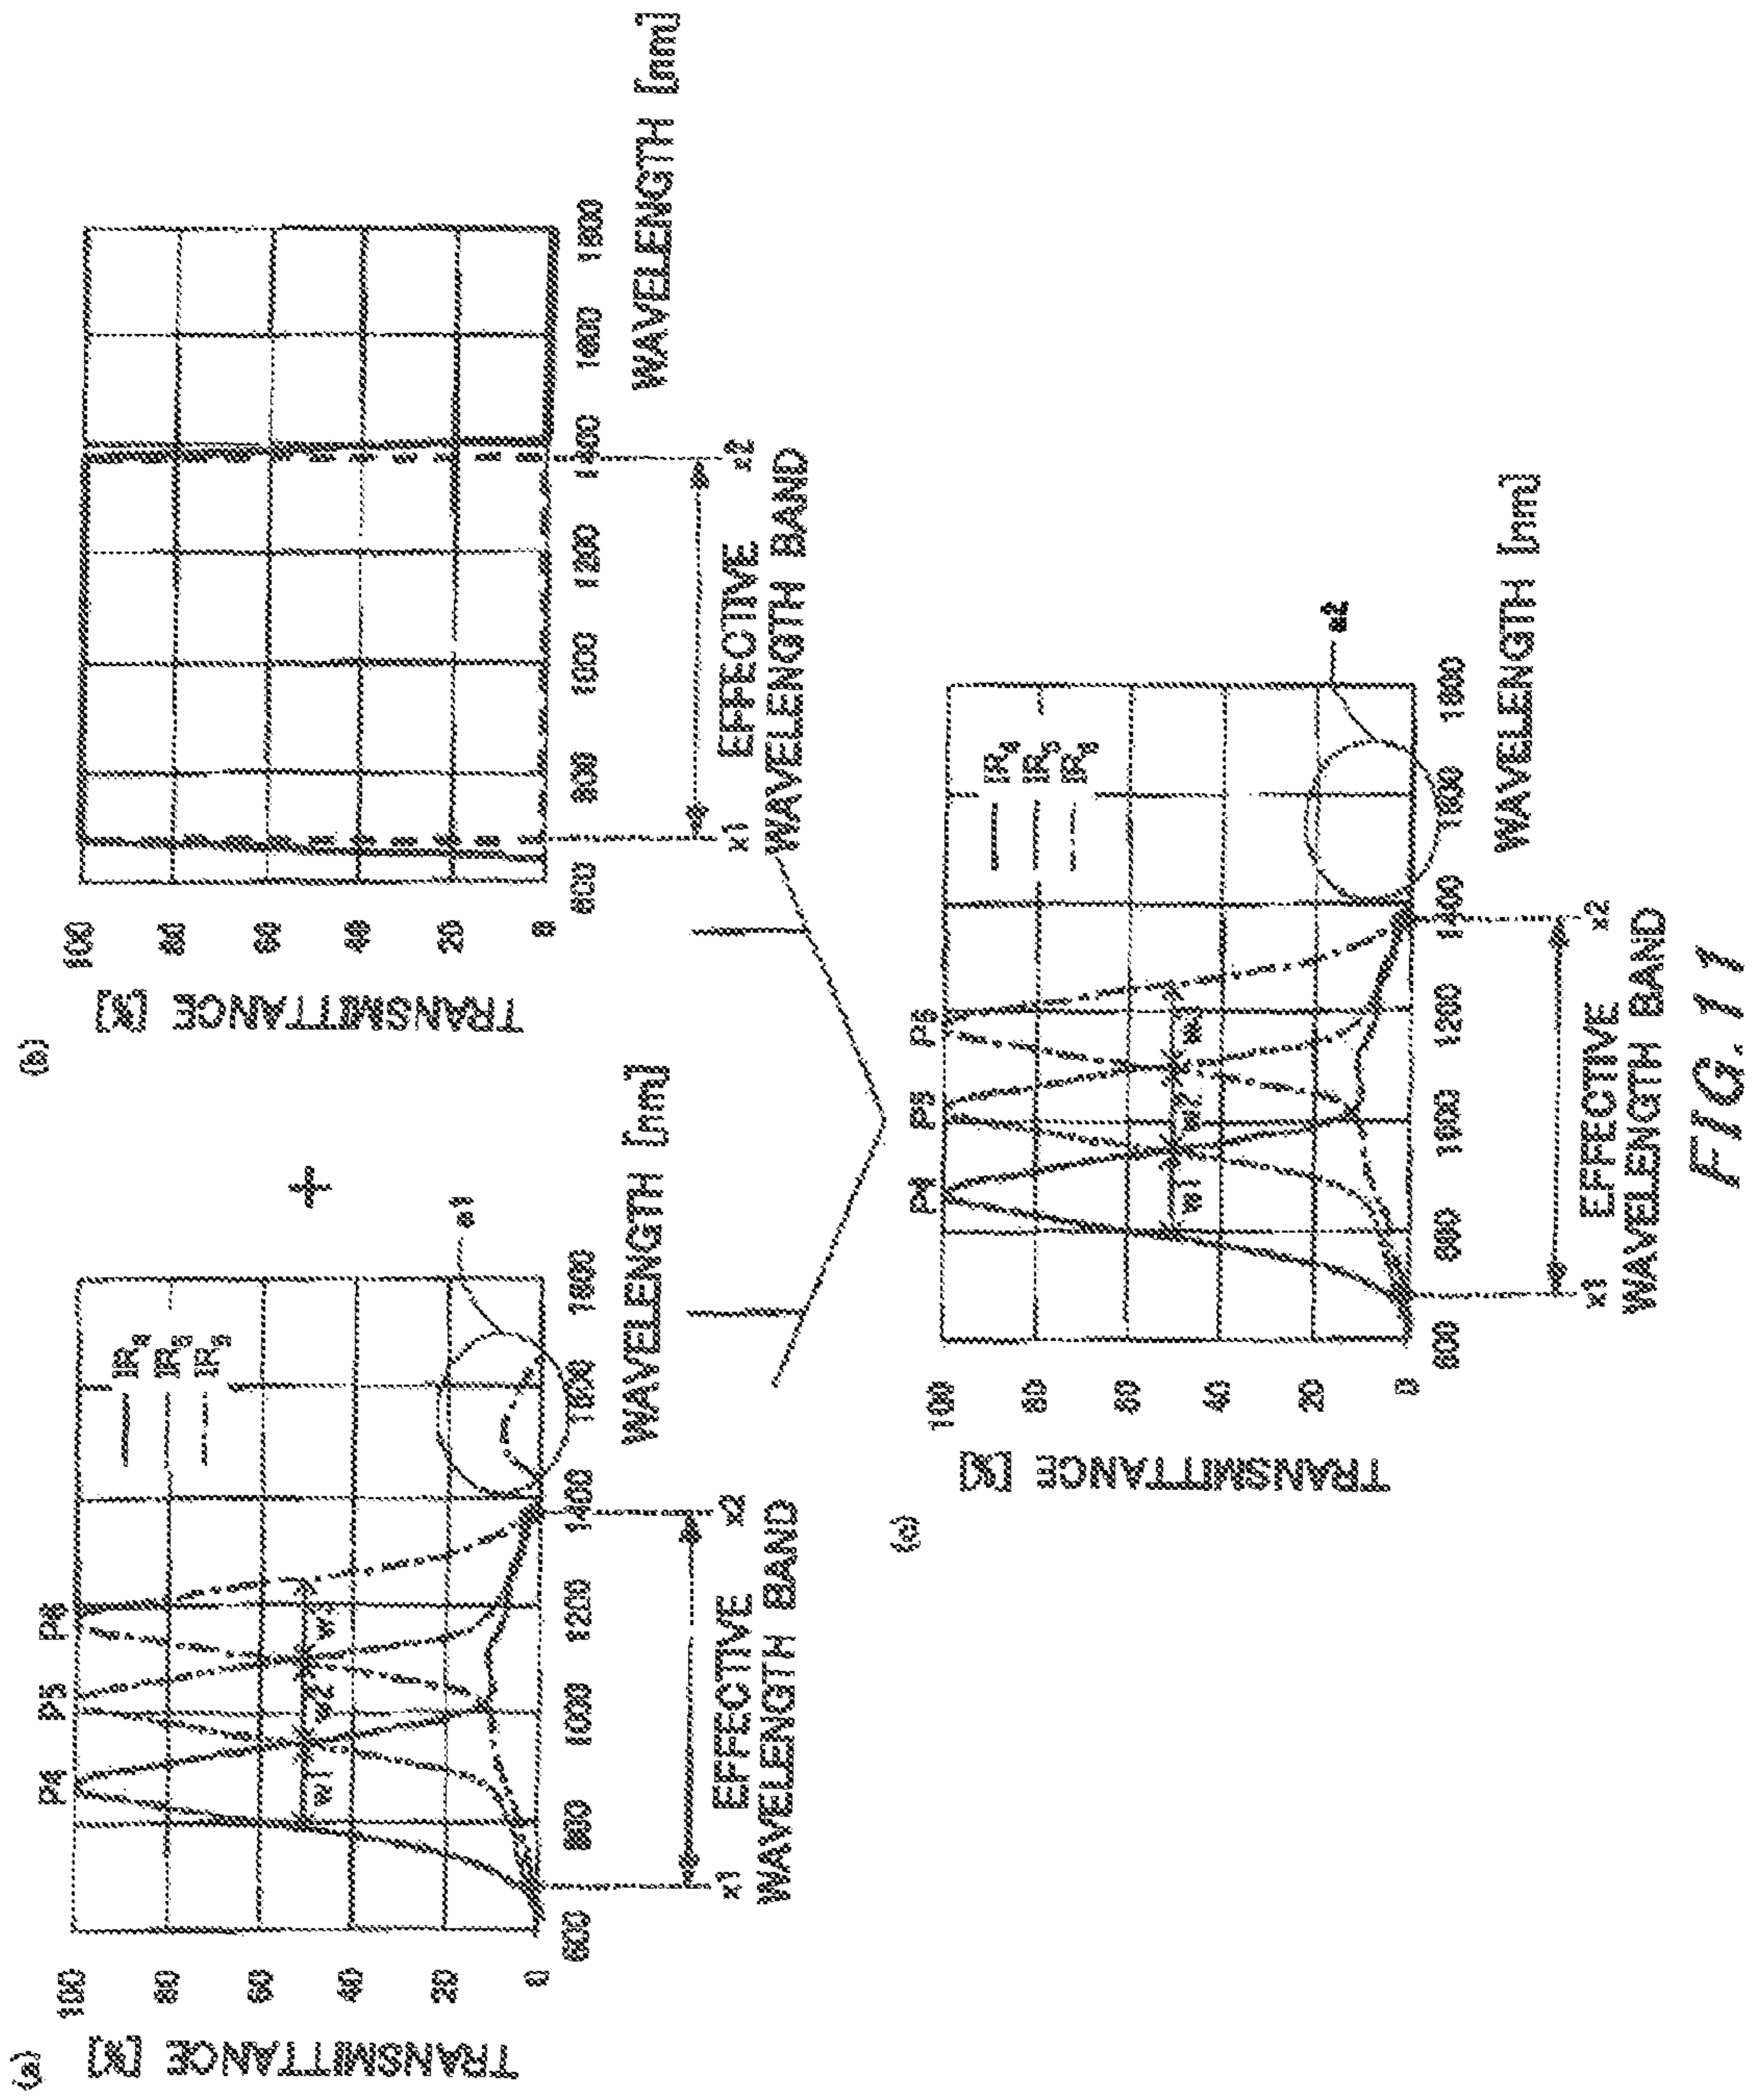 (a)
TRANSMITTANCE [%]
100
80
60
40
20
0
P4 P5 P6
IR4
IR5
w1 w2 w3
a1
600 800 1000 1200 1400 1600 1800
WAVELENGTH [nm]
x1 x2
EFFECTIVE
WAVELENGTH BAND
+
(b)
TRANSMITTANCE [%]
100
80
60
40
20
0
600 800 1000 1200 1400 1600 1800
WAVELENGTH [nm]
x1 x2
EFFECTIVE
WAVELENGTH BAND
(c)
TRANSMITTANCE [%]
100
80
60
40
20
0
P4 P5 P6
IR4
IR5
IR6
w1 w2 w3
a2
600 800 1000 1200 1400 1600 1800
WAVELENGTH [nm]
x1 x2
EFFECTIVE
WAVELENGTH BAND
FIG. 11